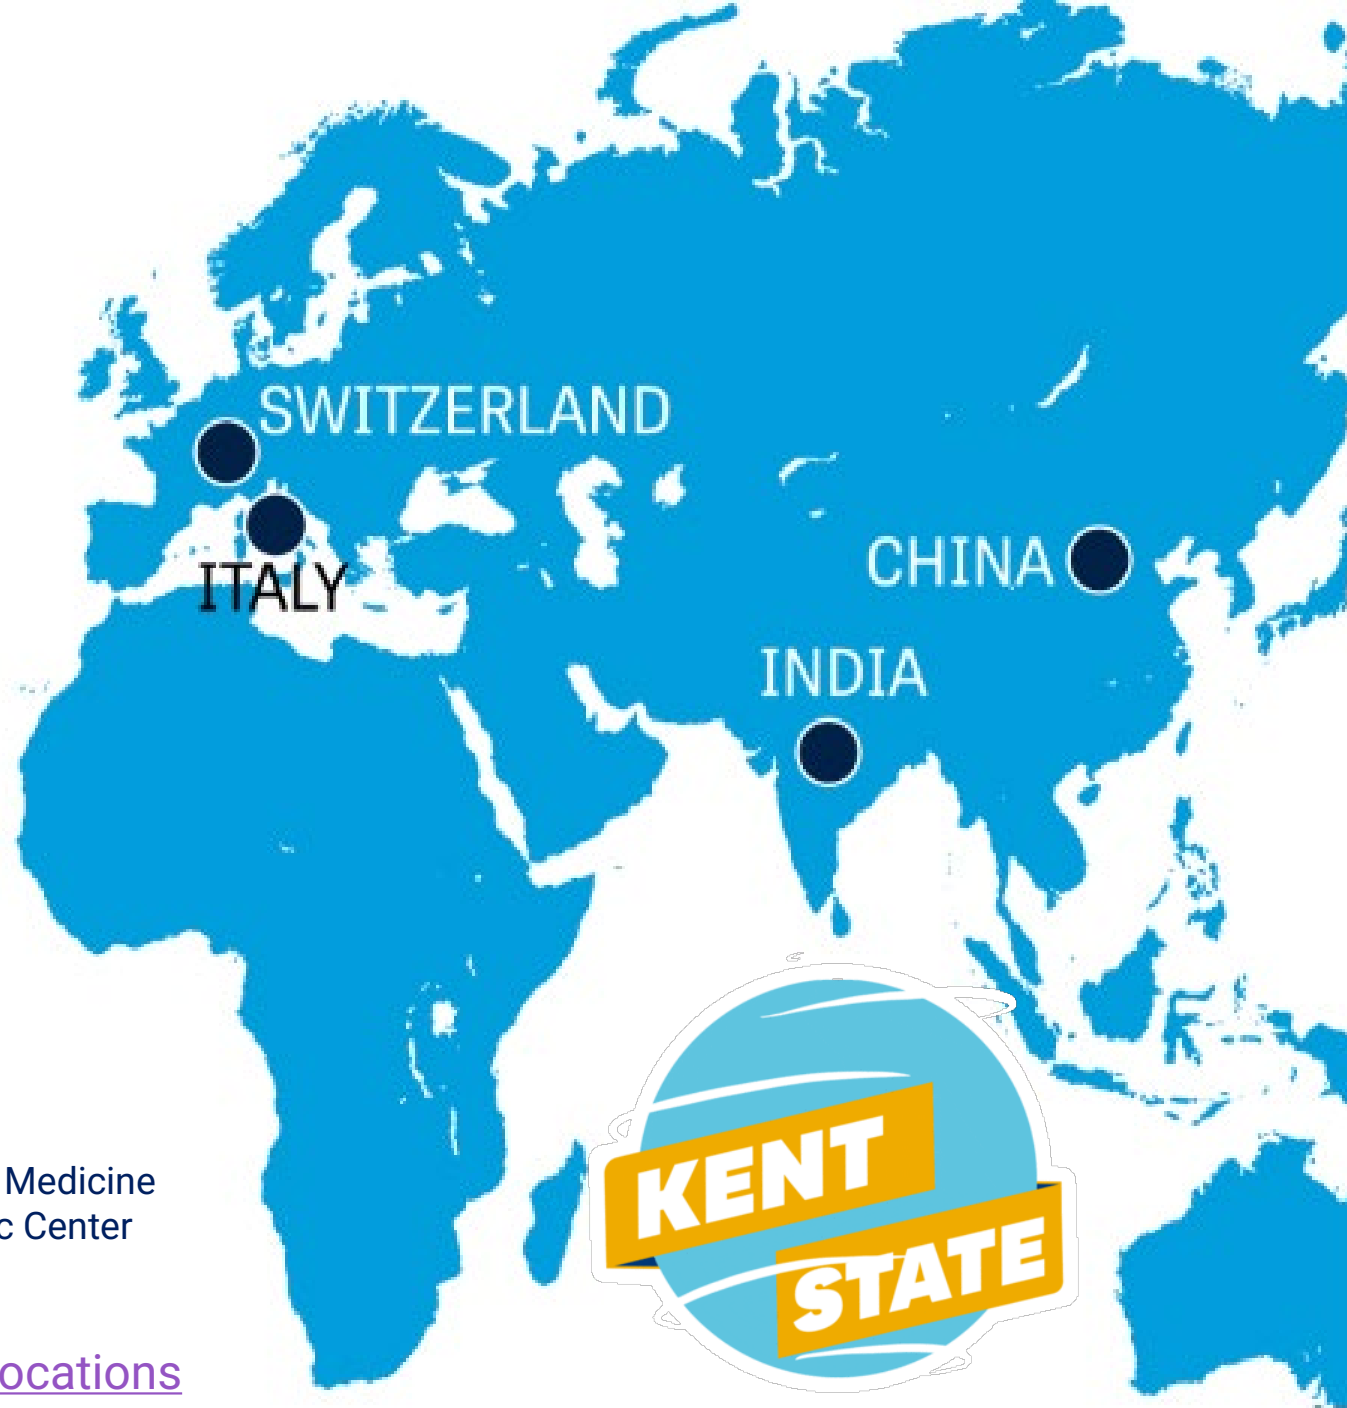 SWITZERLAND
ITALY
CHINA
INDIA
KENT
STATE
Medicine
c Center
ocations